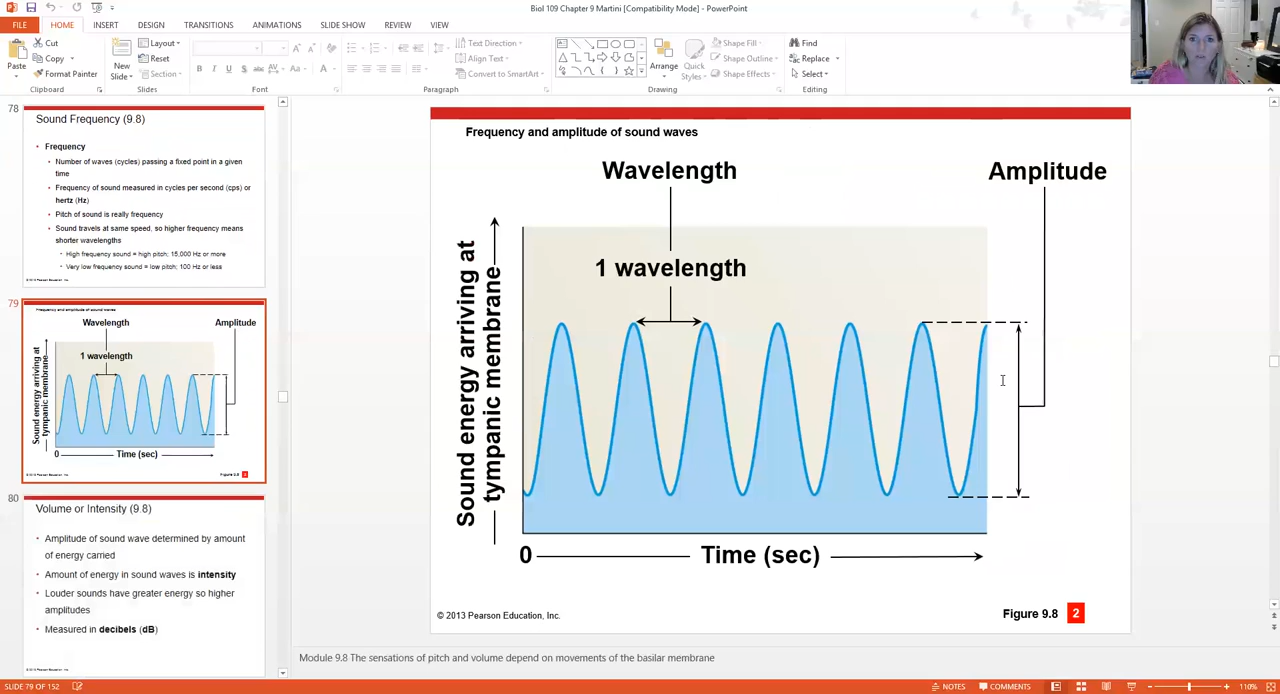 Biol 109 Chapter 9 Martini [Compatibility Mode] - PowerPoint
FILE HOME INSERT DESIGN TRANSITIONS ANIMATIONS SLIDE SHOW REVIEW VIEW
Paste
Cut
Copy
Format Painter
Clipboard
New
Slide
Layout
Reset
Section
Slides
B I U S abc AV Aa A
Font
Text Direction
Align Text
Convert to SmartArt
Paragraph
Arrange
Quick
Styles
Shape Fill
Shape Outline
Shape Effects
Drawing
Find
Replace
Select
Editing
78
Sound Frequency (9.8)
• Frequency
• Number of waves (cycles) passing a fixed point in a given
time
• Frequency of sound measured in cycles per second (cps) or
hertz (Hz)
• Pitch of sound is really frequency
• Sound travels at same speed, so higher frequency means
shorter wavelengths
• High frequency sound = high pitch; 15,000 Hz or more
• Very low frequency sound = low pitch; 100 Hz or less
79
Frequency and amplitude of sound waves
Wavelength
Amplitude
1 wavelength
Sound energy arriving at
tympanic membrane
0
Time (sec)
Figure 9.8 2
80
Volume or Intensity (9.8)
• Amplitude of sound wave determined by amount
of energy carried
• Amount of energy in sound waves is intensity
• Louder sounds have greater energy so higher
amplitudes
• Measured in decibels (dB)
Frequency and amplitude of sound waves
Wavelength
Amplitude
1 wavelength
Sound energy arriving at
tympanic membrane
0
Time (sec)
© 2013 Pearson Education, Inc.
Figure 9.8 2
Module 9.8 The sensations of pitch and volume depend on movements of the basilar membrane
SLIDE 79 OF 152
NOTES
COMMENTS
110%